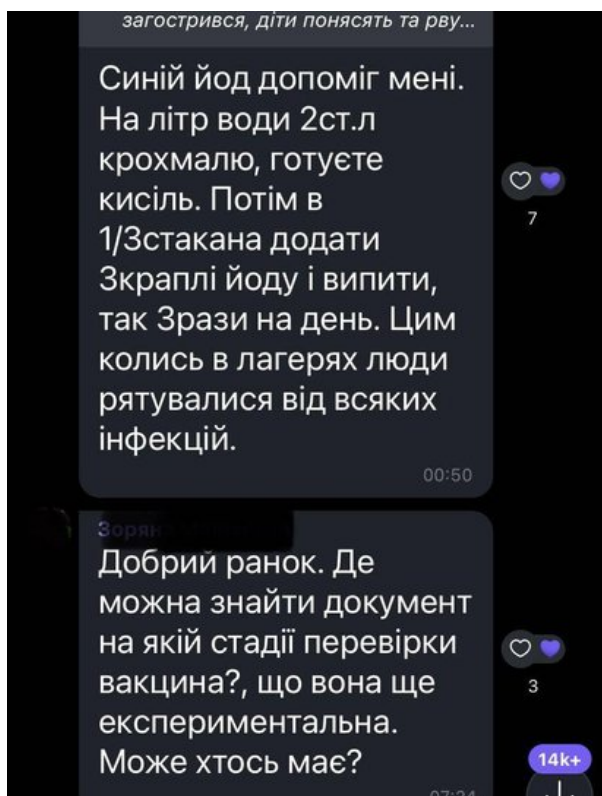 загострився, діти понясять та рву...
Синій йод допоміг мені.
На літр води 2ст.л
крохмалю, готуєте
кисіль. Потім в
1/3стакана додати
3краплі йоду і випити,
так 3рази на день. Цим
колись в лагерях люди
рятувалися від всяких
інфекцій.
7
00:50
Зорян
Добрий ранок. Де
можна знайти документ
на якій стадії перевірки
вакцина?, що вона ще
експериментальна.
Може хтось має?
3
14k+